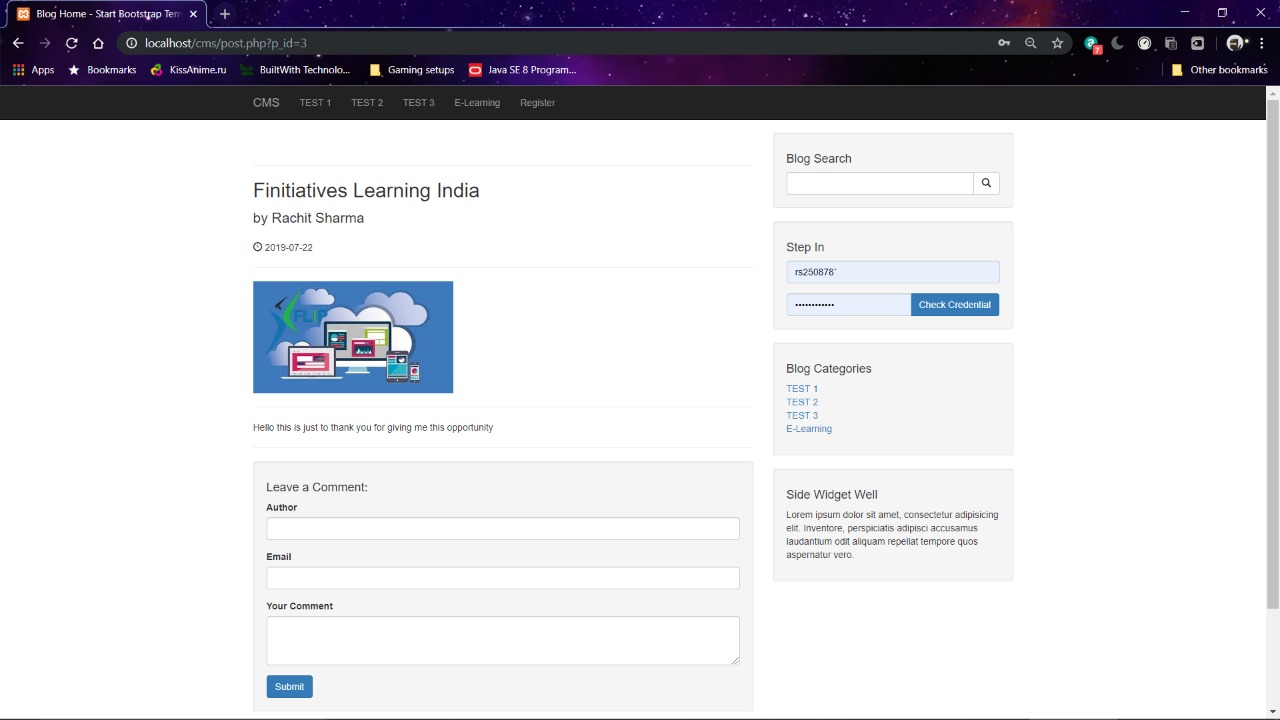 Blog Home - Start Bootstrap Tem
localhost/cms/post.php?p_id=3
7
Apps
Bookmarks
KissAnime.ru
BuiltWith Technolo...
Gaming setups
Java SE 8 Program...
Other bookmarks
CMS
TEST 1
TEST 2
TEST 3
E-Learning
Register
Finitiatives Learning India
by Rachit Sharma
2019-07-22
FLIP
Hello this is just to thank you for giving me this opportunity
Leave a Comment:
Author
Email
Your Comment
Submit
Blog Search
Step In
rs250878`
••••••••••••
Check Credential
Blog Categories
TEST 1
TEST 2
TEST 3
E-Learning
Side Widget Well
Lorem ipsum dolor sit amet, consectetur adipisicing
elit. Inventore, perspiciatis adipisci accusamus
laudantium odit aliquam repellat tempore quos
aspernatur vero.